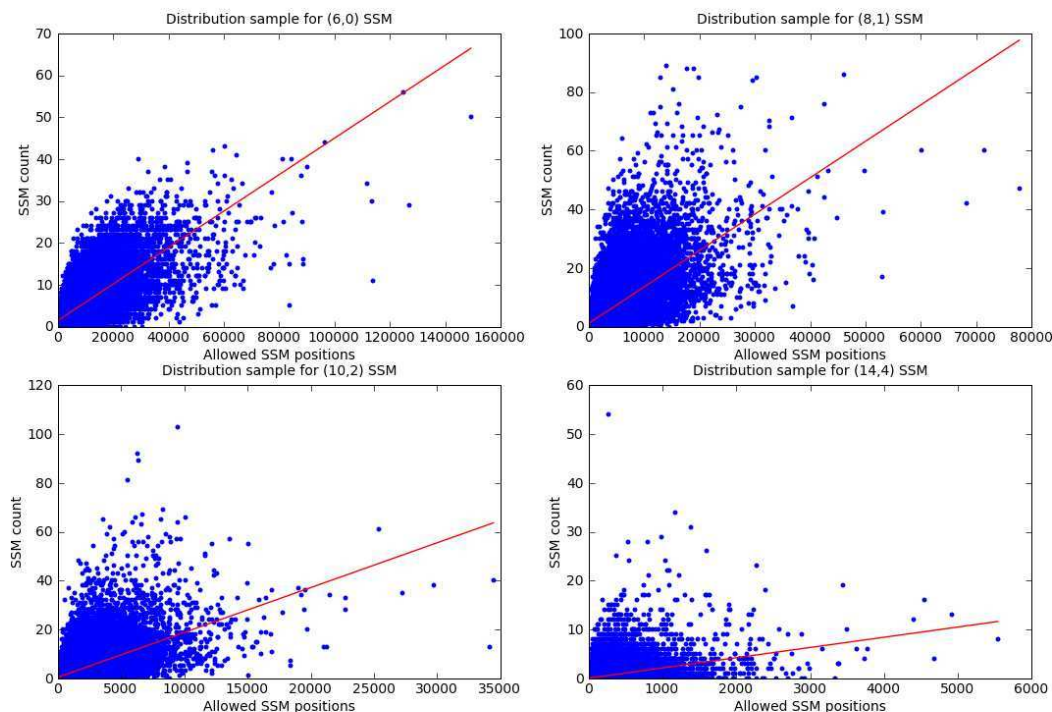 Distribution sample for (6,0) SSM
70
60
50
40
30
20
10
0
SSM count
0 20000 40000 60000 80000 100000 120000 140000 160000
Allowed SSM positions
Distribution sample for (8,1) SSM
100
80
60
40
20
0
SSM count
0 10000 20000 30000 40000 50000 60000 70000 80000
Allowed SSM positions
Distribution sample for (10,2) SSM
120
100
80
60
40
20
0
SSM count
0 5000 10000 15000 20000 25000 30000 35000
Allowed SSM positions
Distribution sample for (14,4) SSM
60
50
40
30
20
10
0
SSM count
0 1000 2000 3000 4000 5000 6000
Allowed SSM positions